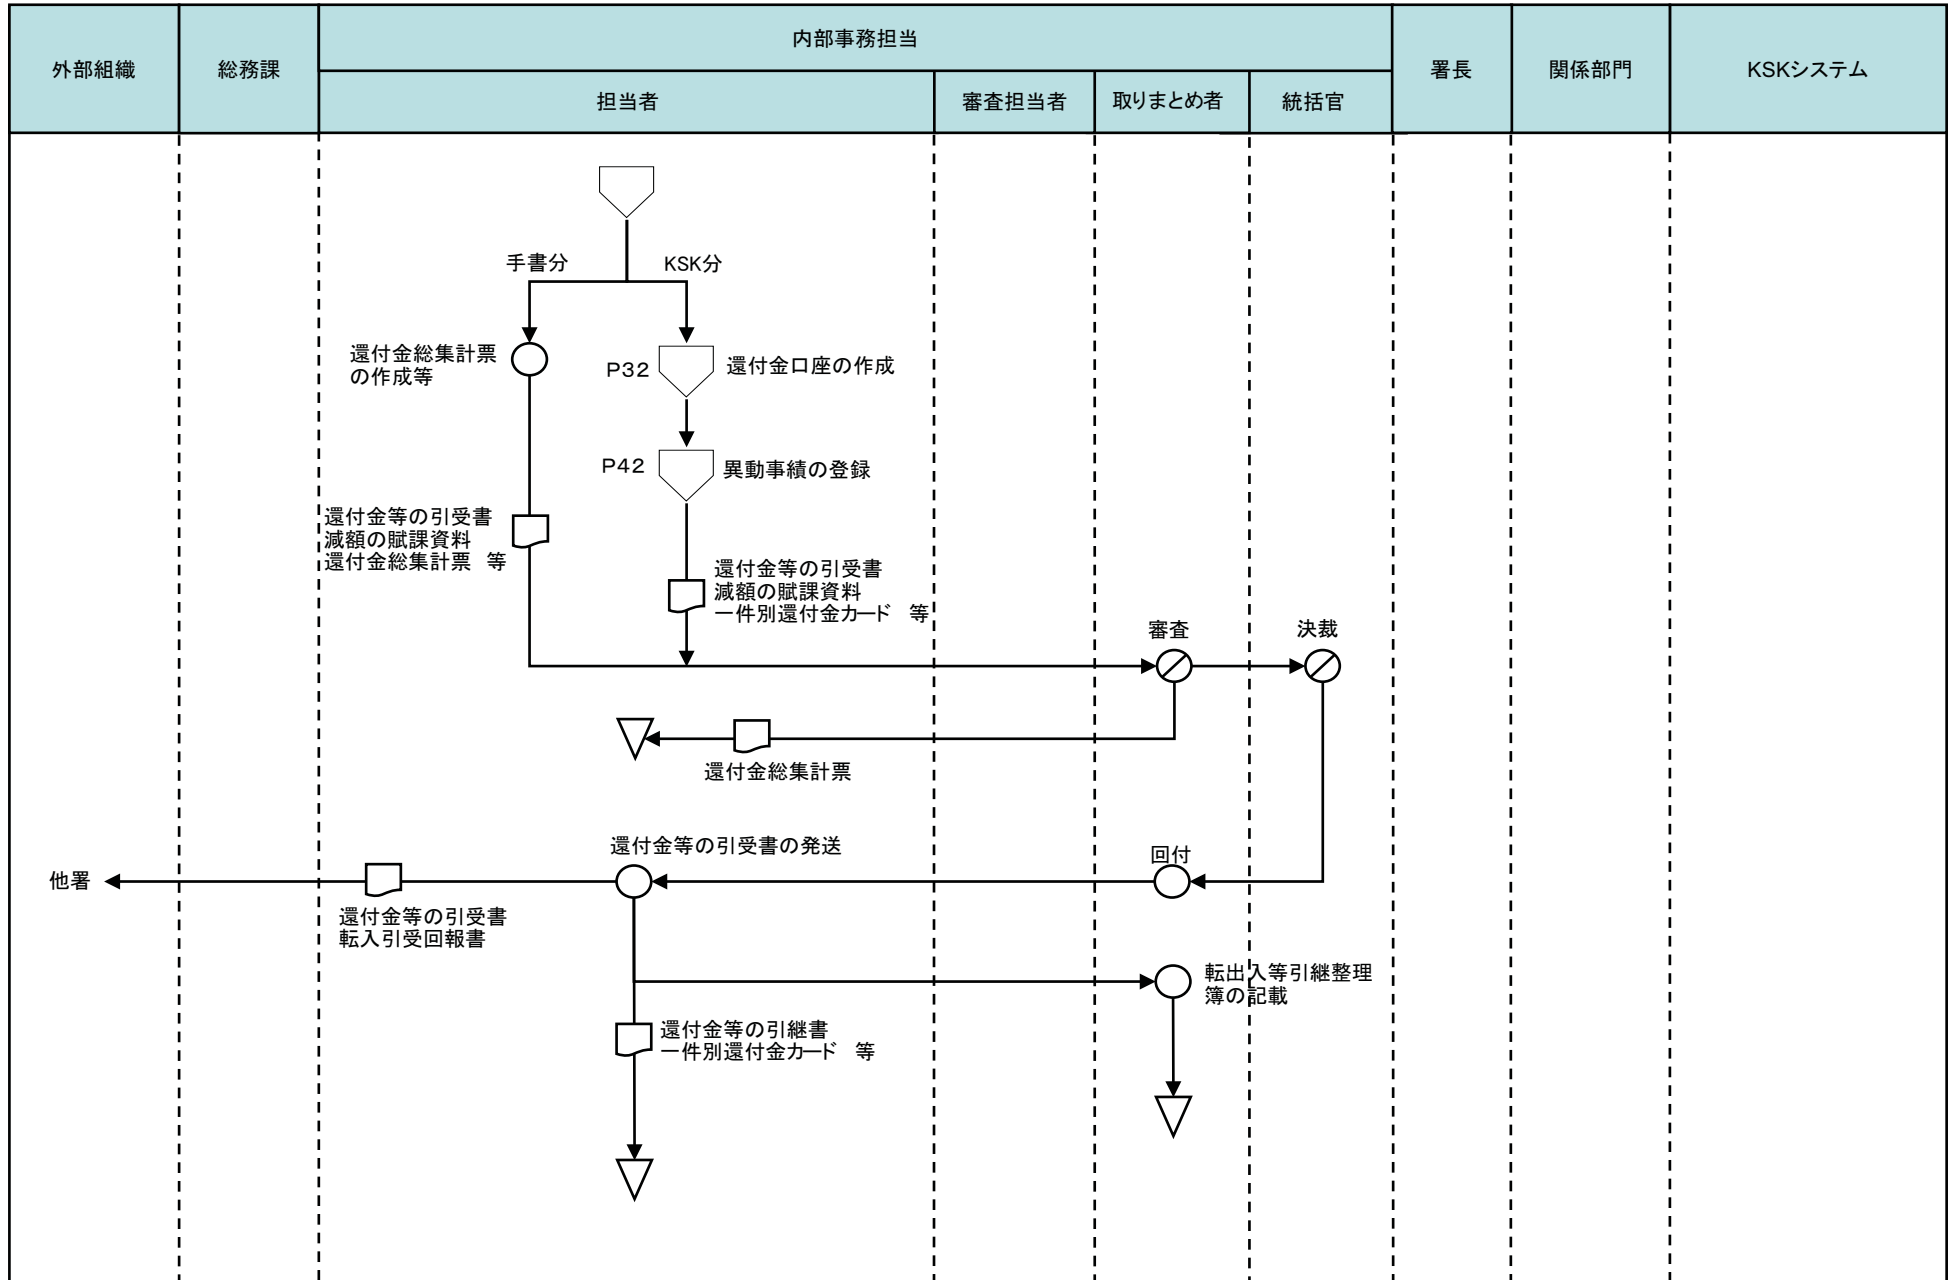 外部組織
総務課
内部事務担当
署長
関係部門
KSKシステム
担当者
審査担当者
取りまとめ者
統括官
手書分
KSK分
還付金総集計票
の作成等
P32
還付金口座の作成
P42
異動事績の登録
還付金等の引受書
減額の賦課資料
還付金総集計票 等
還付金等の引受書
減額の賦課資料
一件別還付金カード 等
審査
決裁
還付金総集計票
還付金等の引受書の発送
回付
他署
還付金等の引受書
転入引受回報書
転出入等引継整理
簿の記載
還付金等の引継書
一件別還付金カード 等